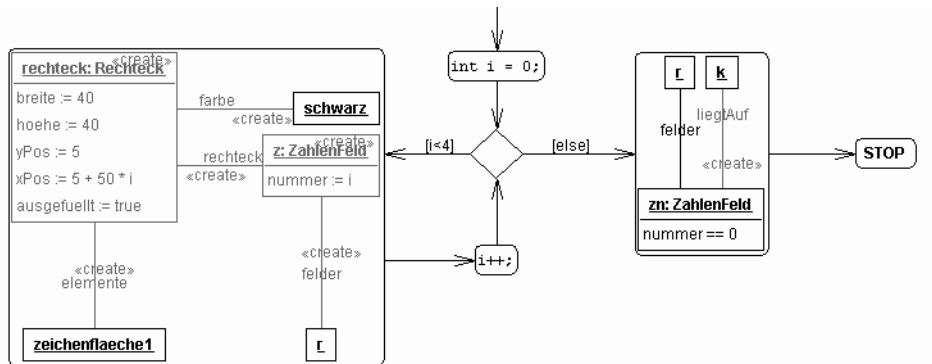 «create»
rechteck: Rechteck
breite := 40
hoehe := 40
yPos := 5
xPos := 5 + 50 * i
ausgefuellt := true
farbe
«create»
schwarz
«create»
z: ZahlenFeld
nummer := i
rechteck
«create»
«create»
elemente
zeichenflaeche1
«create»
felder
r
int i = 0;
[i<4]
[else]
i++;
r
k
felder
liegtAuf
«create»
zn: ZahlenFeld
nummer == 0
STOP